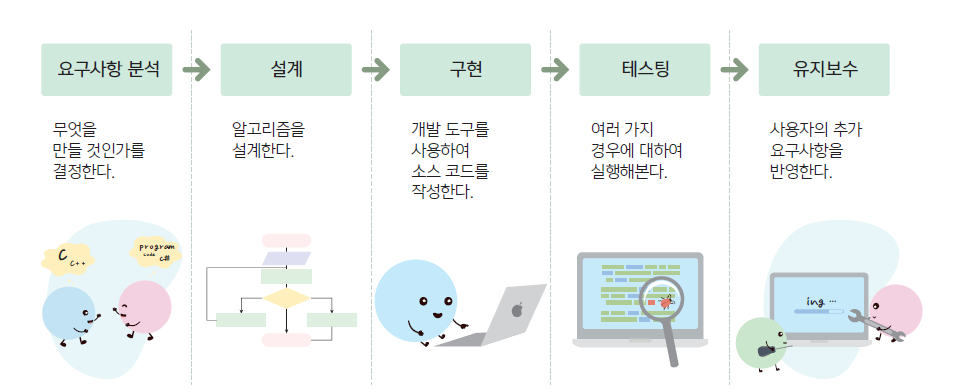 요구사항 분석
설계
구현
테스팅
유지보수
무엇을
만들 것인가를
결정한다.
알고리즘을
설계한다.
개발 도구를
사용하여
소스 코드를
작성한다.
여러 가지
경우에 대하여
실행해본다.
사용자의 추가
요구사항을
반영한다.
C
C++
program
code
C#
ing ...